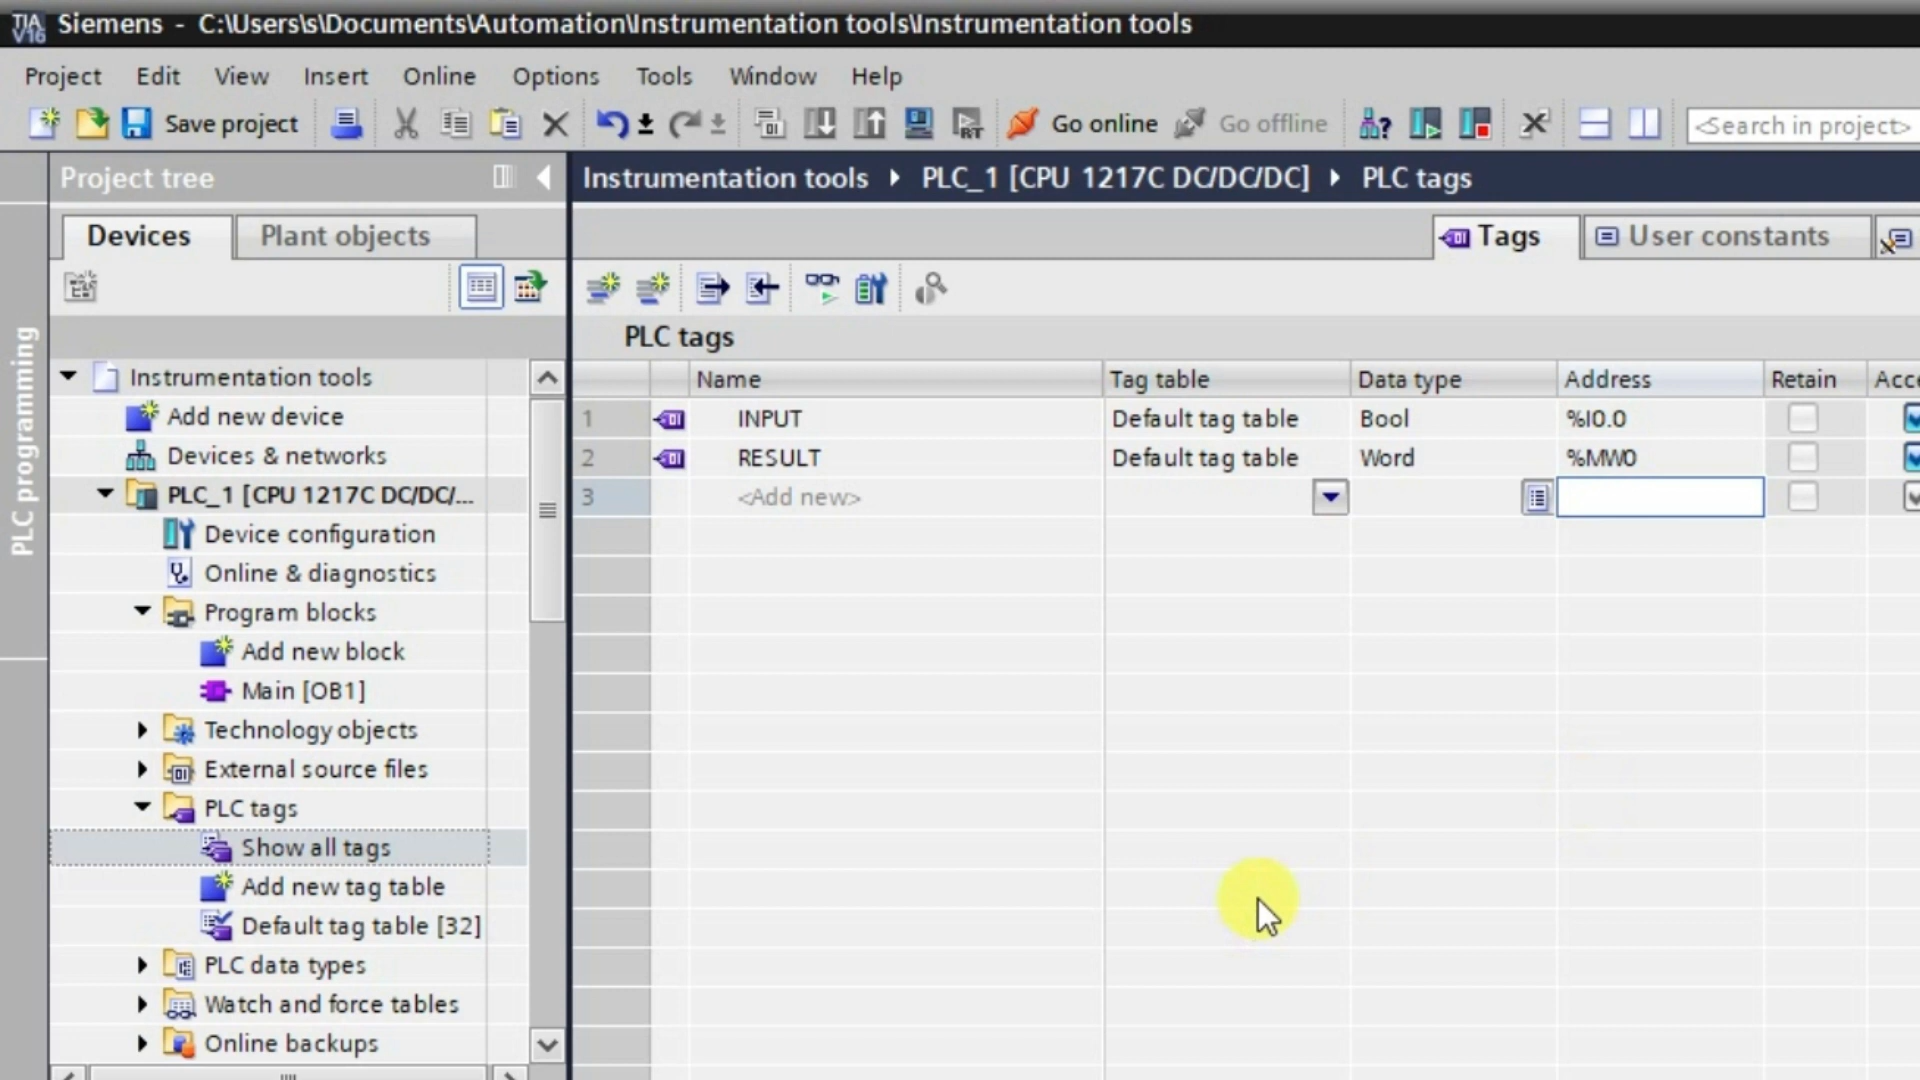 TIA V16 Siemens - C:\Users\s\Documents\Automation\Instrumentation tools\Instrumentation tools
Project Edit View Insert Online Options Tools Window Help
Save project Go online Go offline <Search in project>
Project tree
Instrumentation tools PLC_1 [CPU 1217C DC/DC/DC] PLC tags
Devices Plant objects
Tags User constants
PLC programming
PLC tags
Name Tag table Data type Address Retain Acce
1 INPUT Default tag table Bool %I0.0
2 RESULT Default tag table Word %MW0
3 <Add new>
Instrumentation tools
Add new device
Devices & networks
PLC_1 [CPU 1217C DC/DC/...
Device configuration
Online & diagnostics
Program blocks
Add new block
Main [OB1]
Technology objects
External source files
PLC tags
Show all tags
Add new tag table
Default tag table [32]
PLC data types
Watch and force tables
Online backups